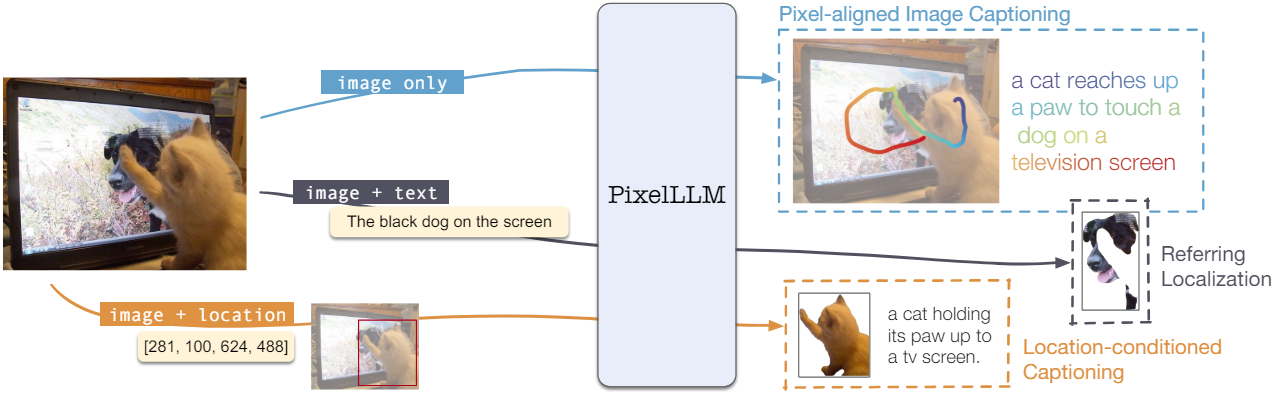 Pixel-aligned Image Captioning
image only
a cat reaches up
a paw to touch a
dog on a
television screen
image + text
The black dog on the screen
PixelLLM
Referring
Localization
image + location
[281, 100, 624, 488]
a cat holding
its paw up to
a tv screen.
Location-conditioned
Captioning